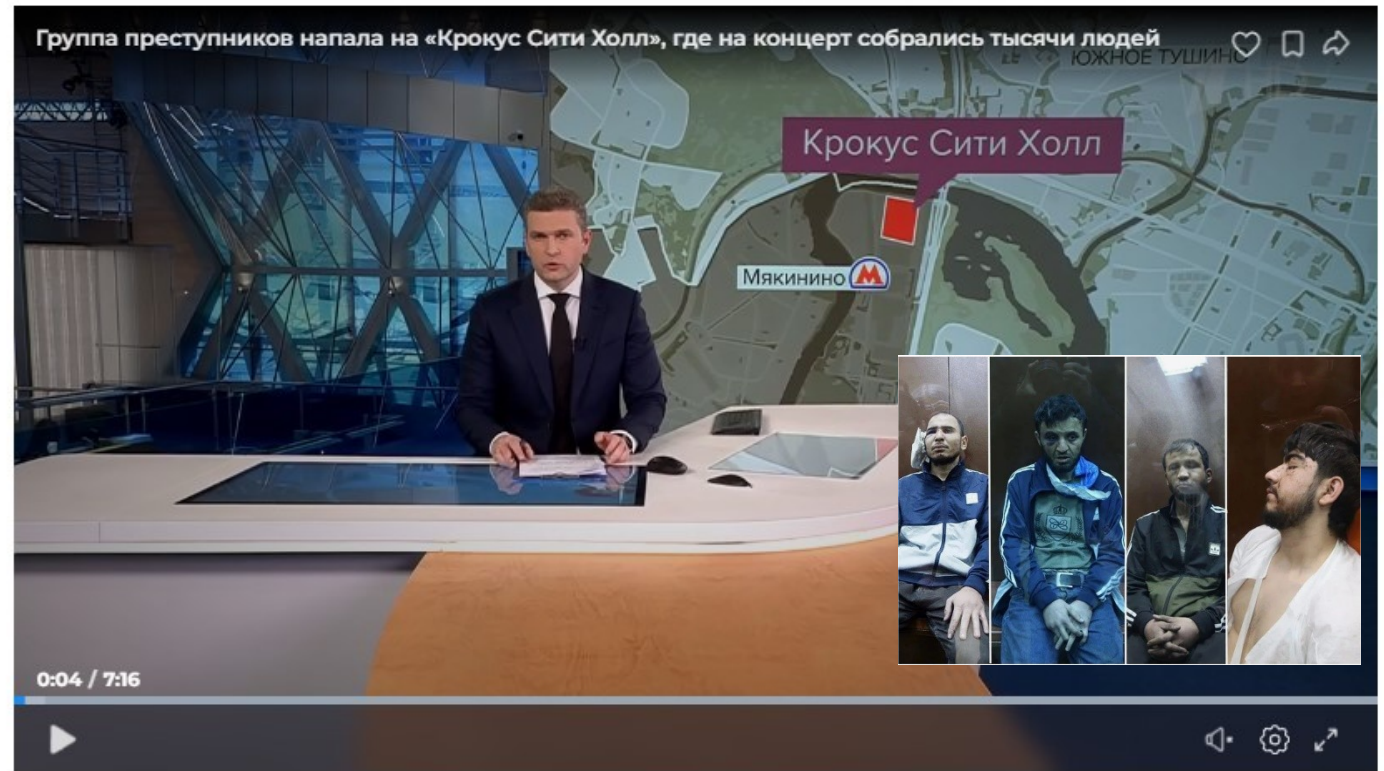 Группа преступников напала на «Крокус Сити Холл», где на концерт собрались тысячи людей
ЮЖНОЕ ТУШИНО
Крокус Сити Холл
Мякинино
0:04 / 7:16